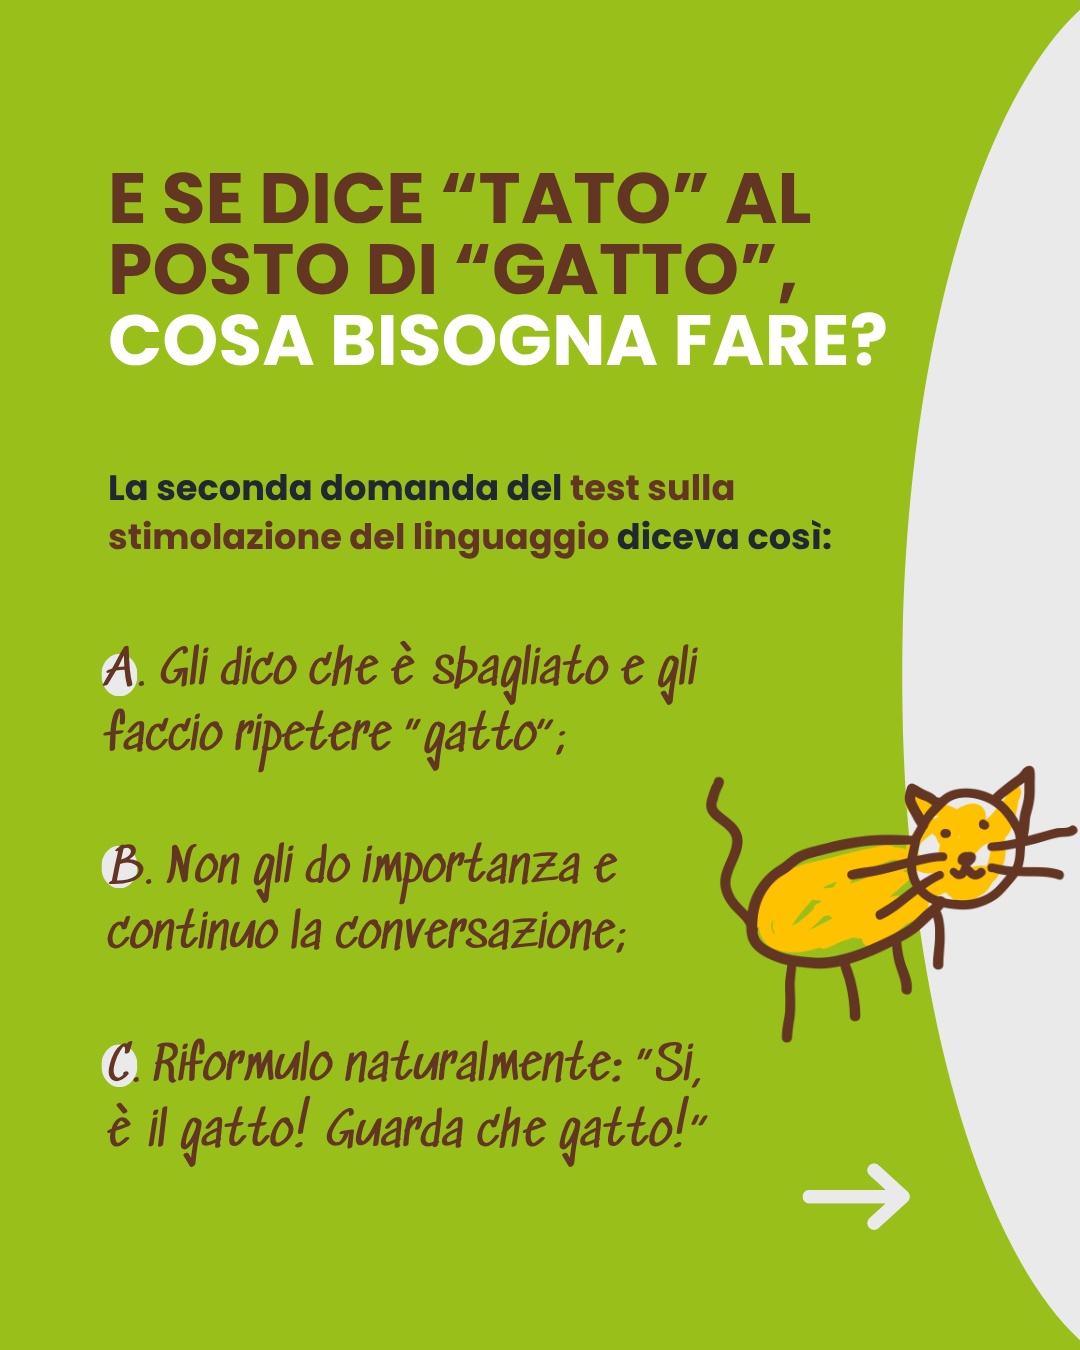 E SE DICE “TATO” AL
POSTO DI “GATTO”,
COSA BISOGNA FARE?
La seconda domanda del test sulla
stimolazione del linguaggio diceva così:
A. Gli dico che è sbagliato e gli
faccio ripetere "gatto";
B. Non gli do importanza e
continuo la conversazione;
C. Riformulo naturalmente: "Si,
è il gatto! Guarda che gatto!"